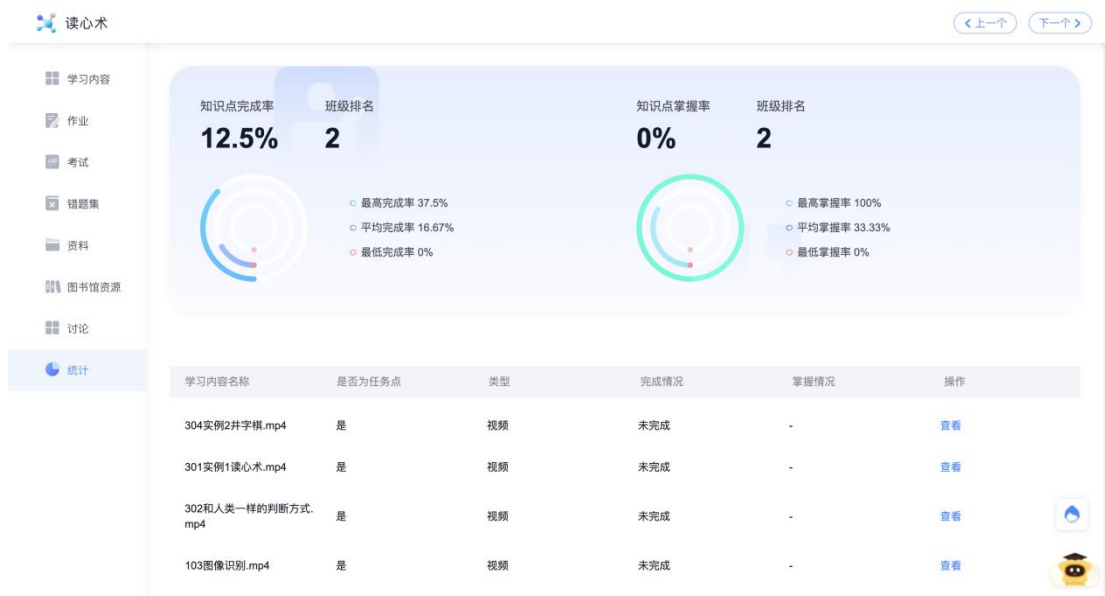 读心术
上一个
下一个
学习内容
作业
考试
错题集
资料
图书馆资源
讨论
统计
知识点完成率 班级排名
12.5% 2
最高完成率 37.5%
平均完成率 16.67%
最低完成率 0%
知识点掌握率 班级排名
0% 2
最高掌握率 100%
平均掌握率 33.33%
最低掌握率 0%
学习内容名称 是否为任务点 类型 完成情况 掌握情况 操作
304实例2井字棋.mp4 是 视频 未完成 - 查看
301实例1读心术.mp4 是 视频 未完成 - 查看
302和人类一样的判断方式.
mp4 是 视频 未完成 - 查看
103图像识别.mp4 是 视频 未完成 - 查看